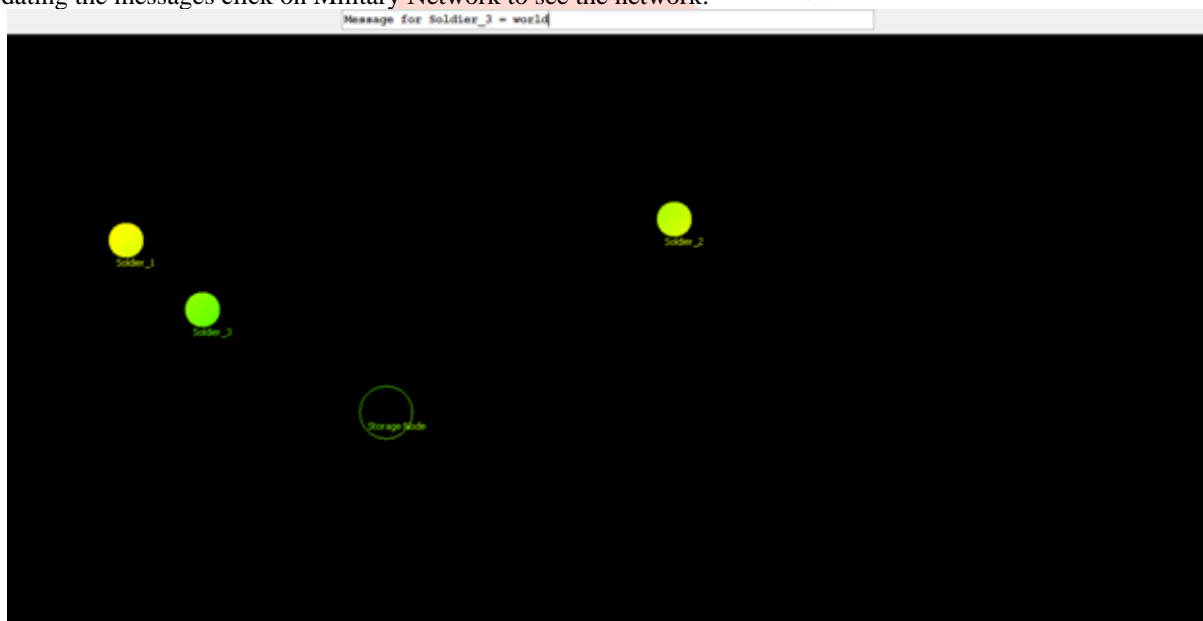 dating the messages click on Military Network to see the network.
Message for Soldier_3 = world
Soldier_2
Soldier_1
Soldier_3
Storage Node